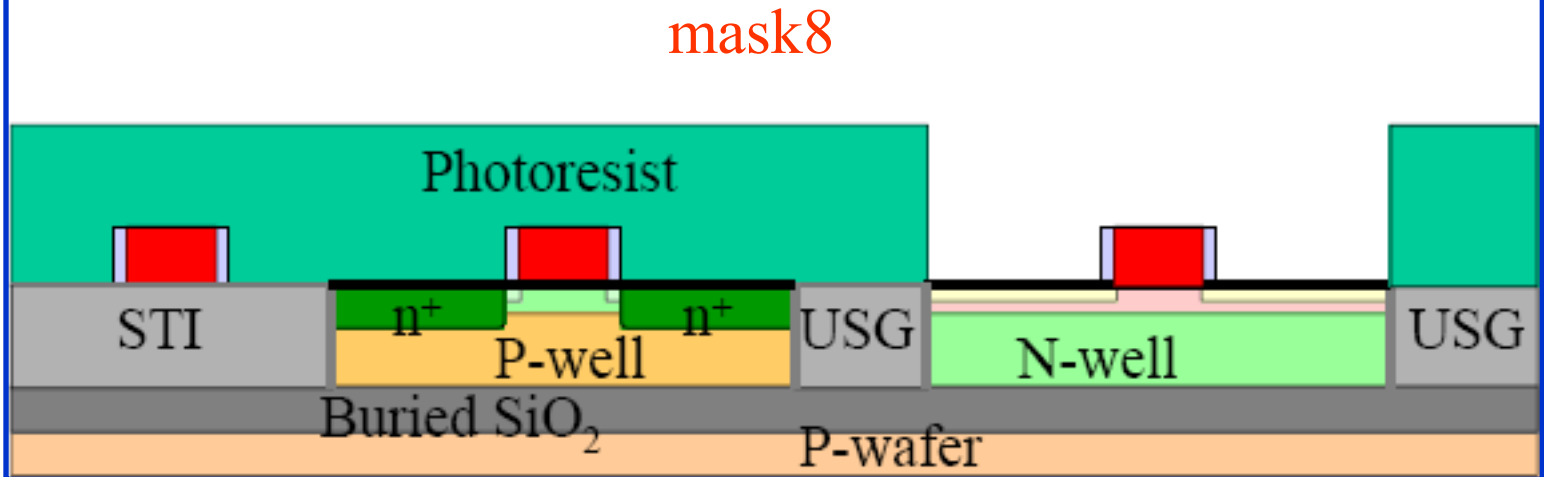 mask8
Photoresist
STI
n⁺
n⁺
USG
P-well
N-well
USG
Buried SiO₂
P-wafer